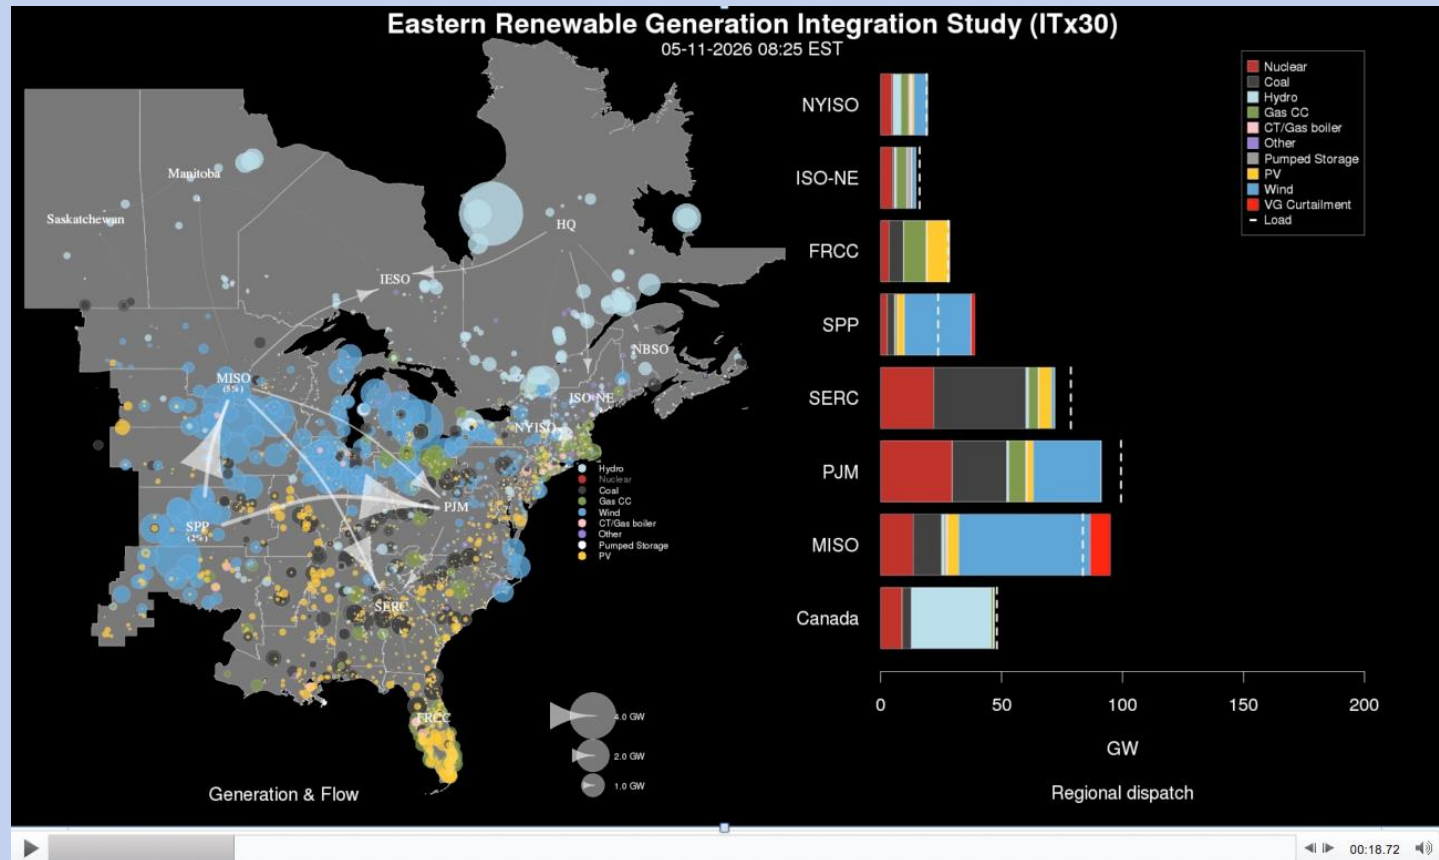 Eastern Renewable Generation Integration Study (ITx30)
05-11-2026 08:25 EST
Manitoba
Saskatchewan
HQ
IESO
NBSO
MISO
(5%)
ISO-NE
NYISO
PJM
SPP
(2%)
SERC
FRCC
Hydro
Nuclear
Coal
Gas CC
Wind
CT/Gas boiler
Other
Pumped Storage
PV
4.0 GW
2.0 GW
1.0 GW
Generation & Flow
NYISO
ISO-NE
FRCC
SPP
SERC
PJM
MISO
Canada
0 50 100 150 200
GW
Regional dispatch
Nuclear
Coal
Hydro
Gas CC
CT/Gas boiler
Other
Pumped Storage
PV
Wind
VG Curtailment
Load
00:18.72